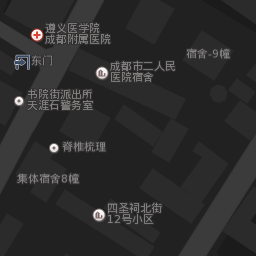 遵义医学院
成都附属医院
宿舍-9幢
东门
成都市二人民
医院宿舍
书院街派出所
天涯石警务室
脊椎梳理
集体宿舍8幢
四圣祠北街
12号小区